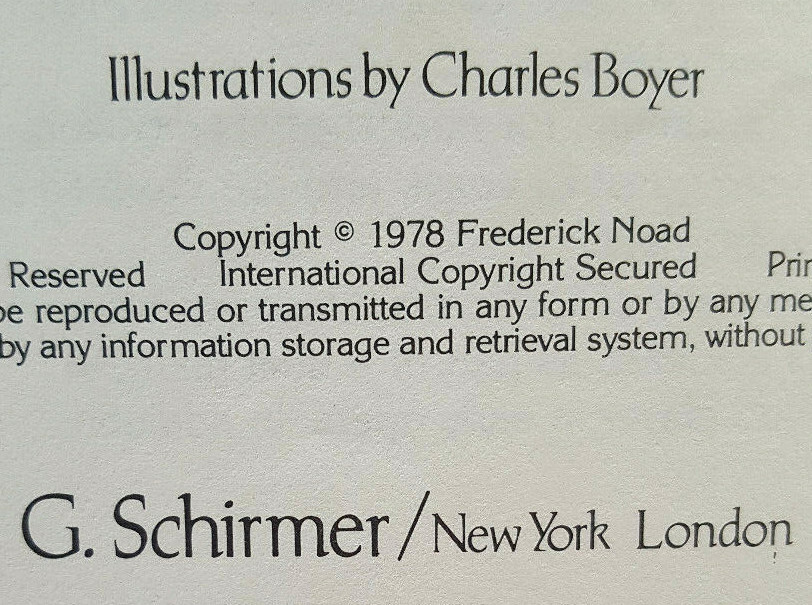 Illustrations by Charles Boyer
Copyright © 1978 Frederick Noad
Reserved International Copyright Secured
reproduced or transmitted in any form or by any
by any information storage and retrieval system, without
G. Schirmer/New York London